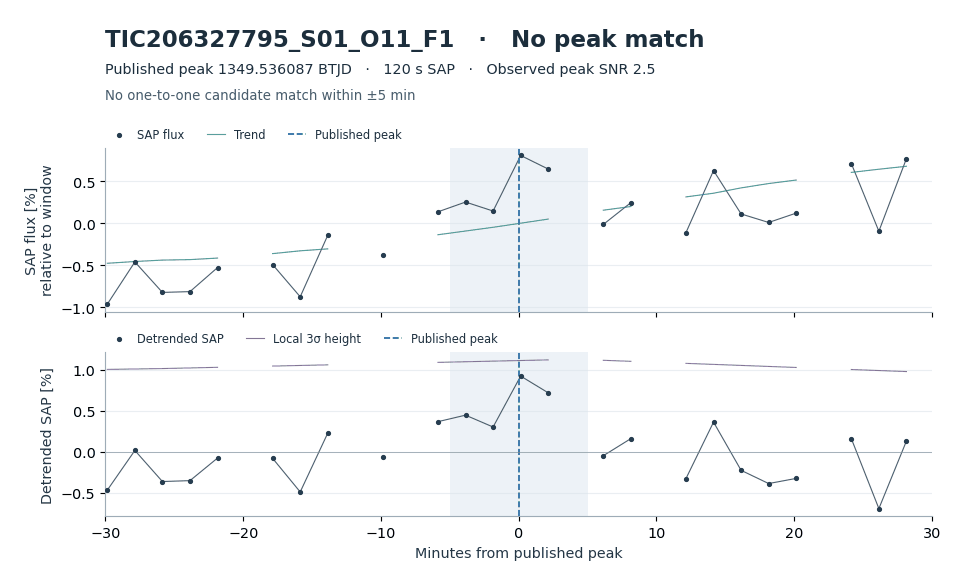 TIC206327795_S01_O11_F1 · No peak match
Published peak 1349.536087 BTJD · 120 s SAP · Observed peak SNR 2.5
No one-to-one candidate match within ±5 min
SAP flux Trend Published peak
SAP flux [%]
relative to window
0.5
0.0
−0.5
−1.0
Detrended SAP Local 3σ height Published peak
Detrended SAP [%]
1.0
0.5
0.0
−0.5
−30 −20 −10 0 10 20 30
Minutes from published peak